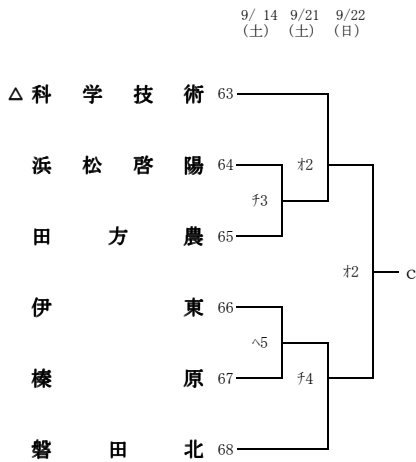 9/ 14 9/21 9/22
(土) (土) (日)
△ 科学技術 63
浜松啓陽 64
ｵ2
ﾁ3
田方農 65
ｵ2
c
伊東 66
ﾍ5
榛原 67
ﾁ4
磐田北 68